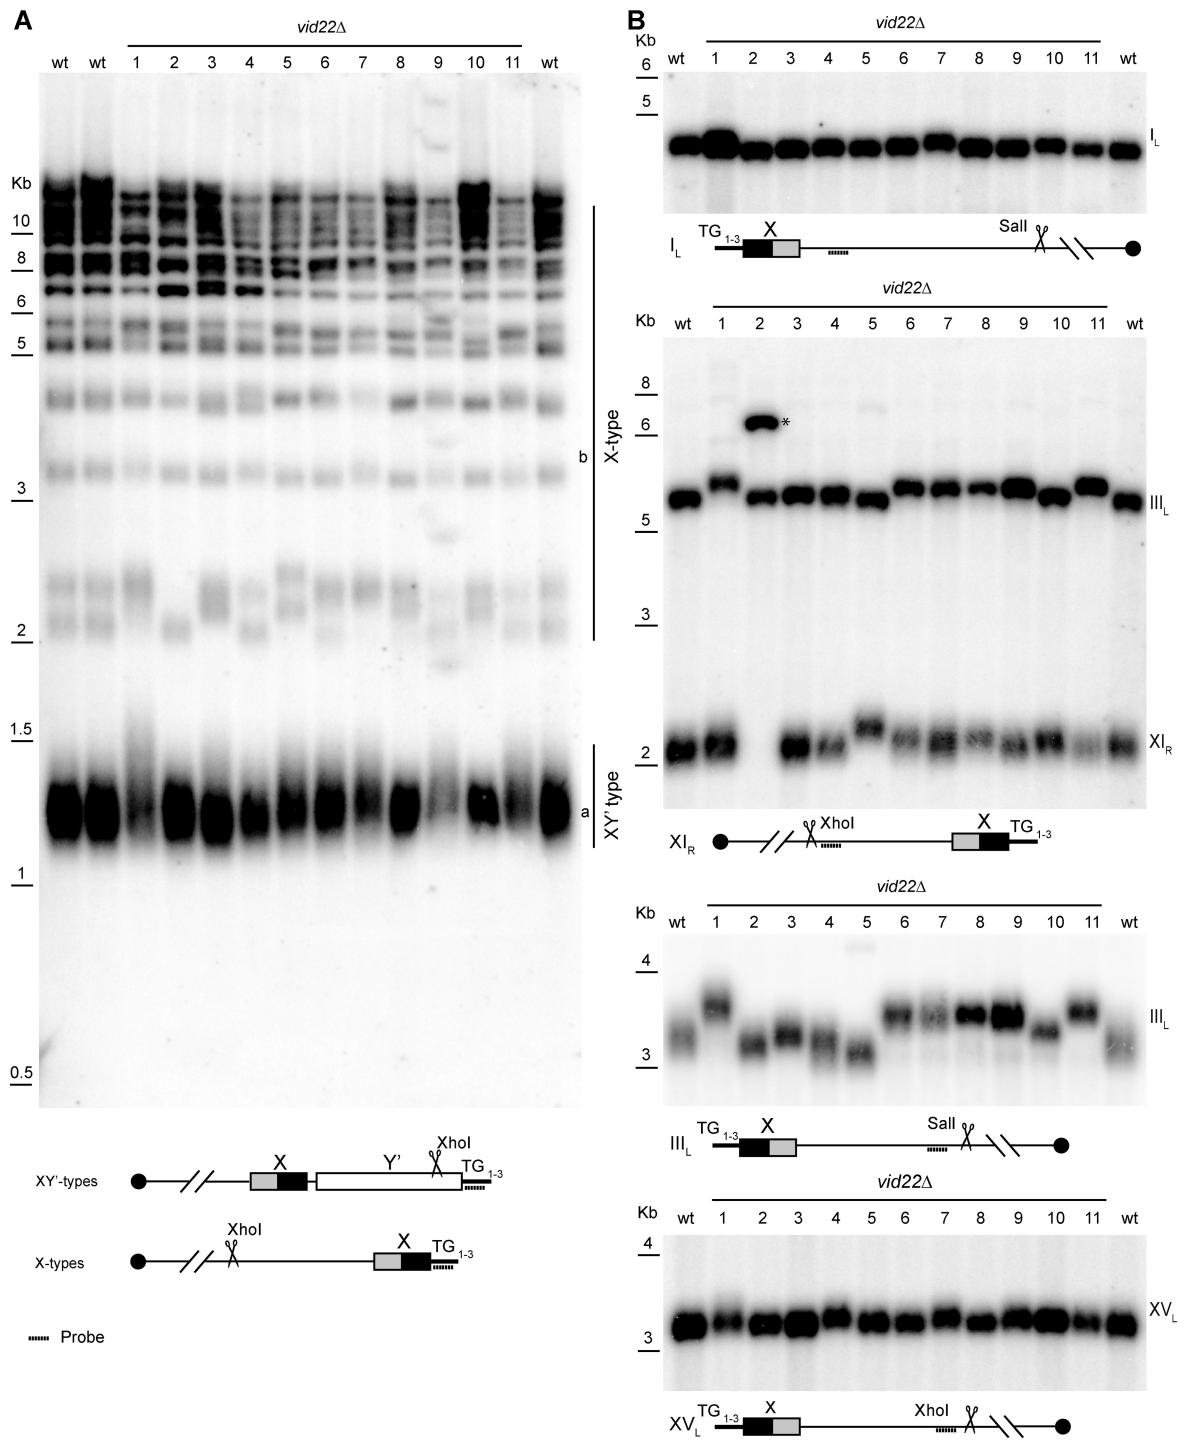 A
vid22Δ
wt wt 1 2 3 4 5 6 7 8 9 10 11 wt
Kb
10
8
6
5
3
2
1.5
1
0.5
b
X-type
a
XY' type
XhoI
X Y' TG1-3
XY'-types
XhoI
X TG1-3
X-types
Probe
B
vid22Δ
Kb
wt 1 2 3 4 5 6 7 8 9 10 11 wt
6
5
IL
TG1-3 X SalI
IL
vid22Δ
Kb
wt 1 2 3 4 5 6 7 8 9 10 11 wt
8
6
*
5
IIIL
3
2
XIR
XhoI X TG1-3
XIR
vid22Δ
Kb
wt 1 2 3 4 5 6 7 8 9 10 11 wt
4
3
IIIL
TG1-3 X SalI
IIIL
vid22Δ
Kb
wt 1 2 3 4 5 6 7 8 9 10 11 wt
4
3
XVL
TG1-3 X XhoI
XVL